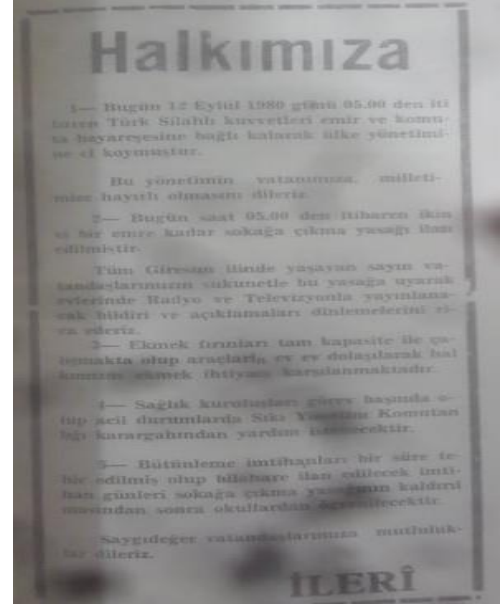 Halkımıza
1— Bugün 12 Eylül 1980 günü 05.00 den iti
baren Türk Silahlı kuvvetleri emir ve komu-
ta hayareşesine bağlı kalarak ülke yönetimi-
ne el koymuştur.
Bu yönetimin vatanımıza, milleti-
mize hayırlı olmasını dileriz.
2— Bugün saat 05.00 den itibaren ikin
ci bir emre kadar sokağa çıkma yasağı ilan
edilmiştir.
Tüm Giresun ilinde yaşayan sayın va-
tandaşlarımızın sukunetle bu yasağa uyarak
evlerinde Radyo ve Televizyonla yayınlana-
cak bildiri ve açıklamaları dinlemelerini ri-
ca ederiz.
3— Ekmek fırınları tam kapasite ile ça-
lışmakta olup araçlarla ev ev dolaşılarak hal
kımızın ekmek ihtiyacı karşılanmaktadır.
4— Sağlık kuruluşları görev başında o-
lup acil durumlarda Sıkı Yönetim Komutan
lığı karargahından yardım istenecektir.
5— Bütünleme imtihanları bir süre te-
hir edilmiş olup bilahare ilan edilecek imti-
han günleri sokağa çıkma yasağının kaldırıl
masından sonra okullardan öğrenilecektir.
Saygıdeğer vatandaşlarımıza mutluluk-
lar dileriz.
İLERİ